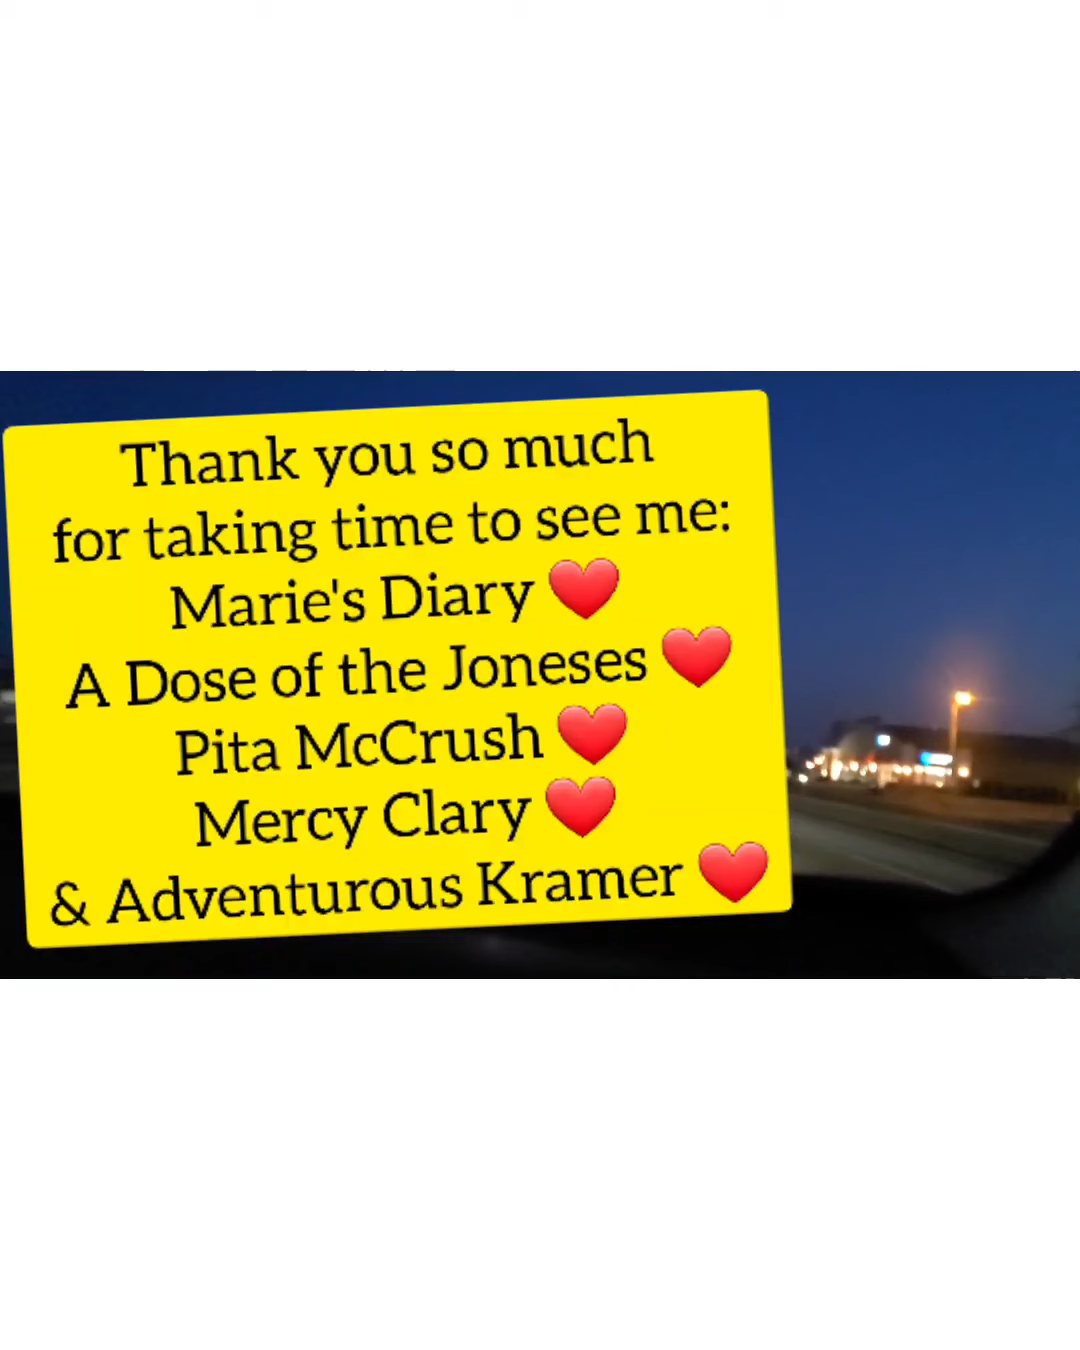 Thank you so much
for taking time to see me:
Marie's Diary ❤️
A Dose of the Joneses ❤️
Pita McCrush ❤️
Mercy Clary ❤️
& Adventurous Kramer ❤️